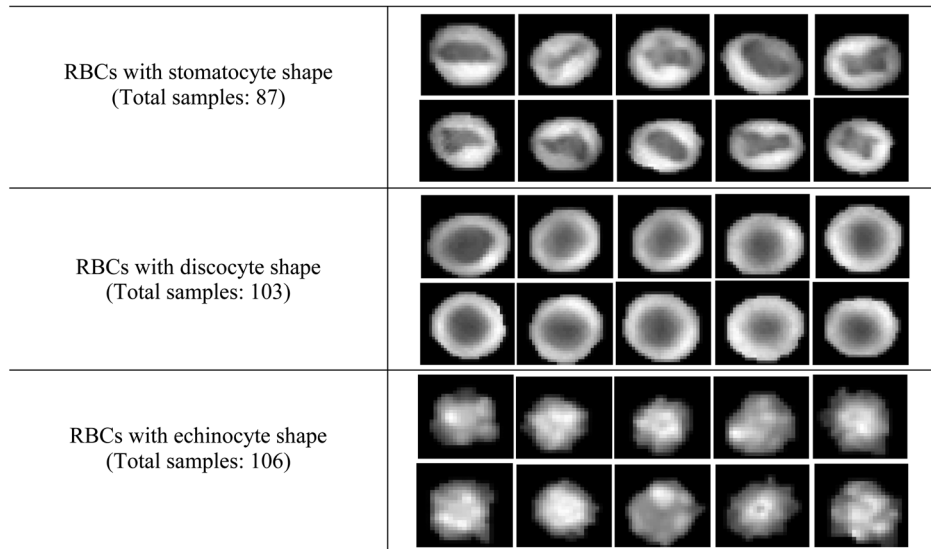 RBCs with stomatocyte shape
(Total samples: 87)
RBCs with discocyte shape
(Total samples: 103)
RBCs with echinocyte shape
(Total samples: 106)